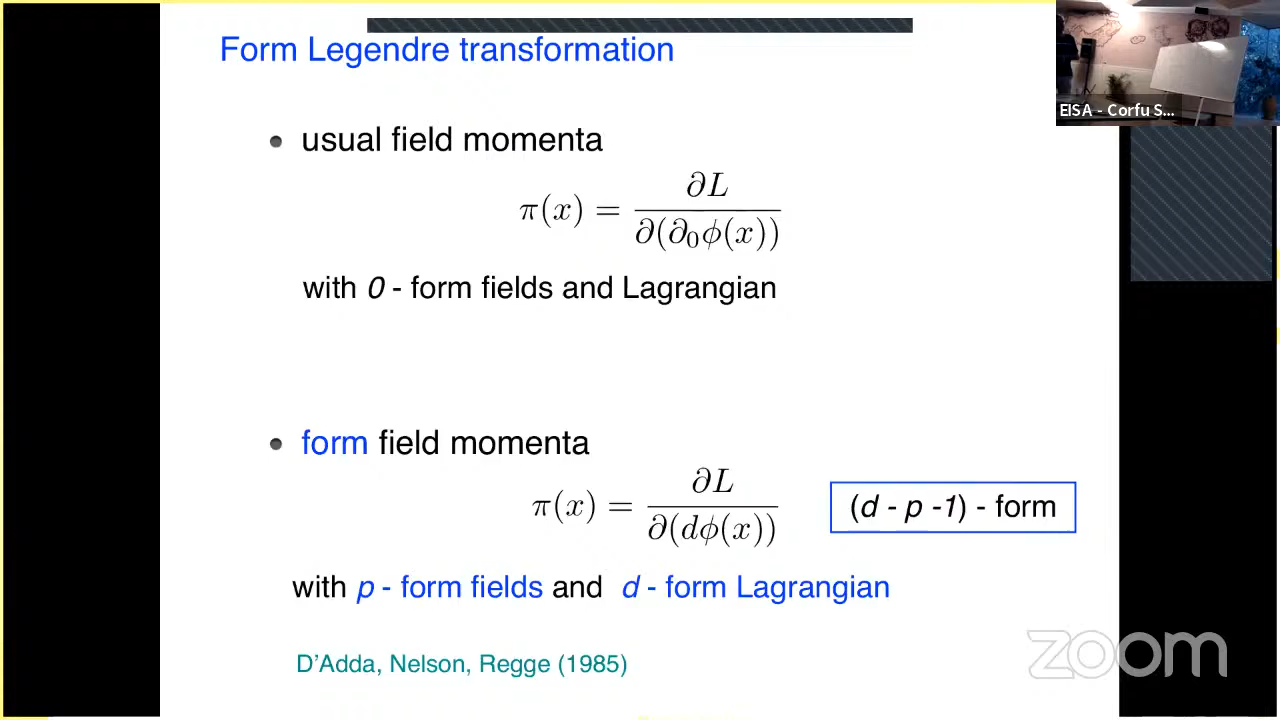 Form Legendre transformation
EISA - Corfu S...
• usual field momenta
π(x) = ∂L / ∂(∂₀ϕ(x))
with 0 - form fields and Lagrangian
• form field momenta
π(x) = ∂L / ∂(dϕ(x))
(d - p -1) - form
with p - form fields and d - form Lagrangian
D'Adda, Nelson, Regge (1985)
zoom